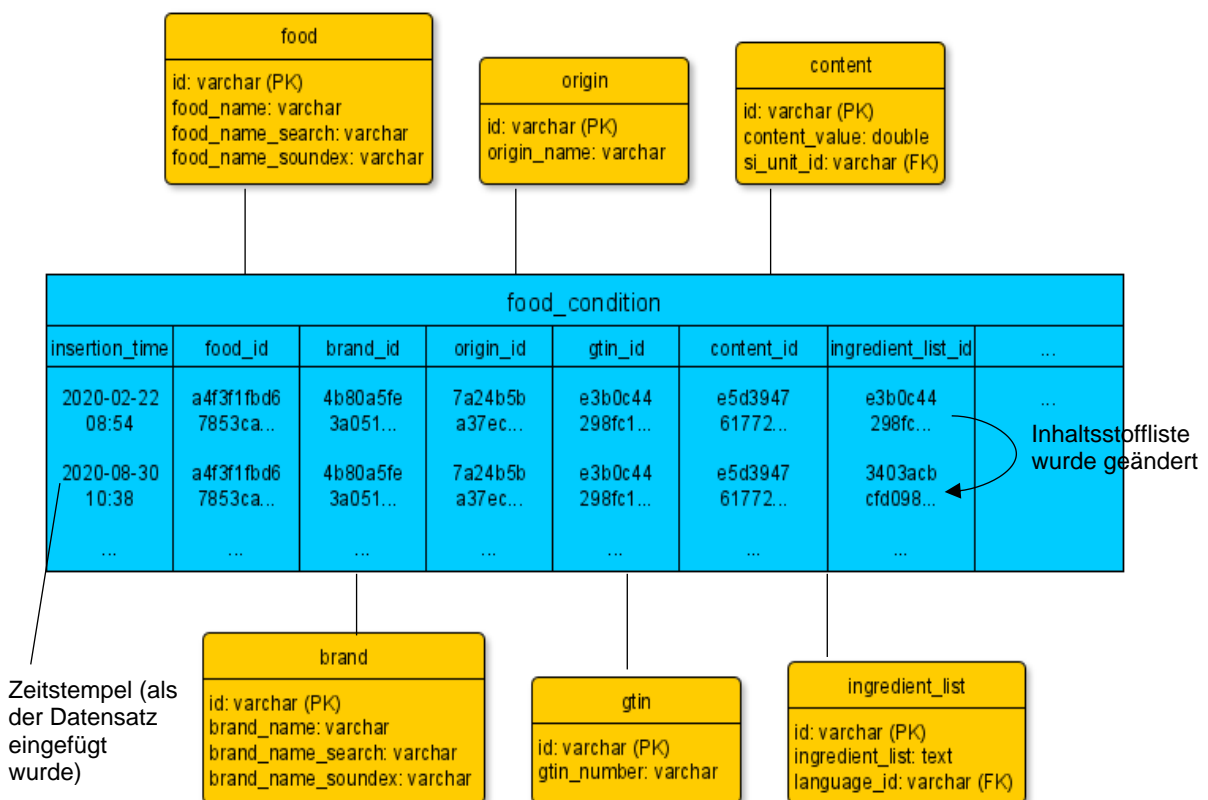 food
id: varchar (PK)
food_name: varchar
food_name_search: varchar
food_name_soundex: varchar
origin
id: varchar (PK)
origin_name: varchar
content
id: varchar (PK)
content_value: double
si_unit_id: varchar (FK)
food_condition
insertion_time food_id brand_id origin_id gtin_id content_id ingredient_list_id ...
2020-02-22 a4f3f1fbd6 4b80a5fe 7a24b5b e3b0c44 e5d3947 e3b0c44 ...
08:54 7853ca... 3a051... a37ec... 298fc1... 61772... 298fc...
Inhaltsstoffliste
wurde geändert
2020-08-30 a4f3f1fbd6 4b80a5fe 7a24b5b e3b0c44 e5d3947 3403acb
10:38 7853ca... 3a051... a37ec... 298fc1... 61772... cfd098...
... ... ... ... ... ... ...
Zeitstempel (als
der Datensatz
eingefügt
wurde)
brand
id: varchar (PK)
brand_name: varchar
brand_name_search: varchar
brand_name_soundex: varchar
gtin
id: varchar (PK)
gtin_number: varchar
ingredient_list
id: varchar (PK)
ingredient_list: text
language_id: varchar (FK)